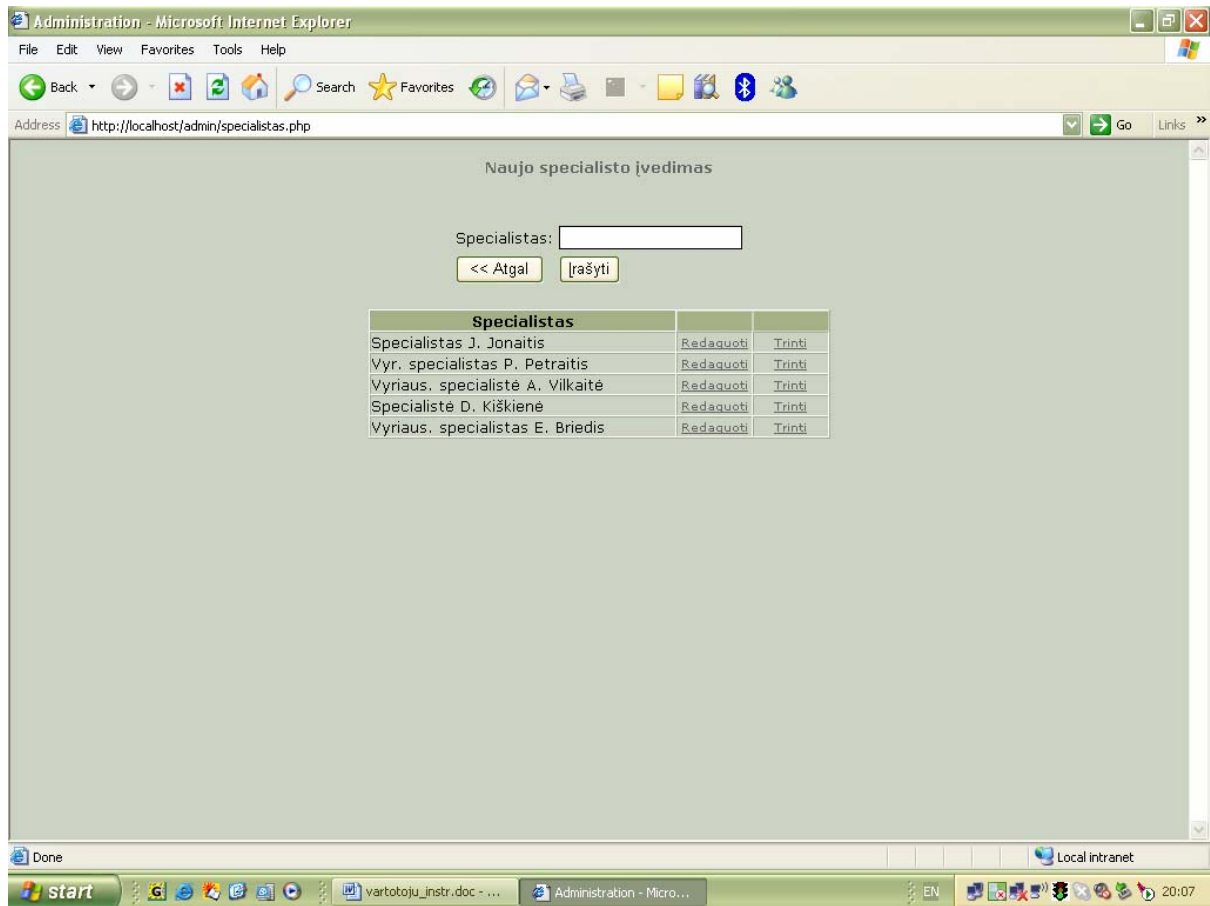 Administration - Microsoft Internet Explorer
File Edit View Favorites Tools Help
Back Search Favorites
Address http://localhost/admin/specialistas.php Go Links »
Naujo specialisto įvedimas
Specialistas:
<< Atgal Įrašyti
Specialistas
Specialistas J. Jonaitis Redaguoti Trinti
Vyr. specialistas P. Petraitis Redaguoti Trinti
Vyriaus. specialistė A. Vilkaitė Redaguoti Trinti
Specialistė D. Kiškienė Redaguoti Trinti
Vyriaus. specialistas E. Briedis Redaguoti Trinti
Done Local intranet
start vartotoju_instr.doc - ... Administration - Micro... EN 20:07